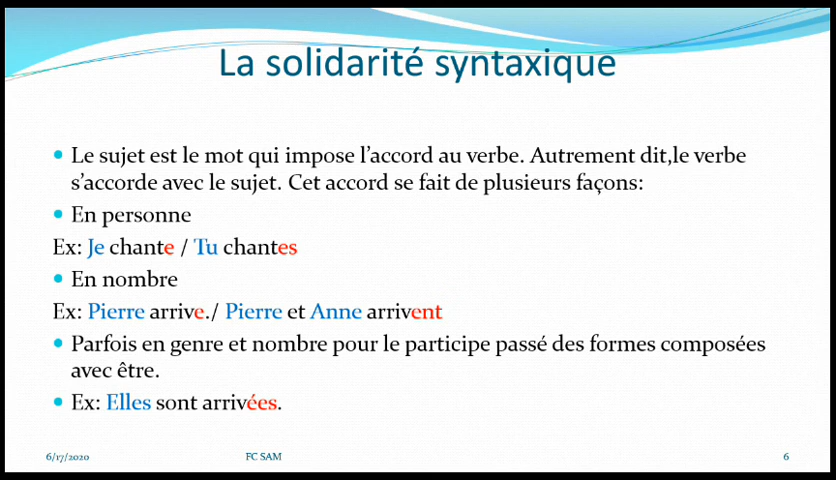 La solidarité syntaxique
• Le sujet est le mot qui impose l’accord au verbe. Autrement dit,le verbe
s’accorde avec le sujet. Cet accord se fait de plusieurs façons:
• En personne
Ex: Je chante / Tu chantes
• En nombre
Ex: Pierre arrive./ Pierre et Anne arrivent
• Parfois en genre et nombre pour le participe passé des formes composées
avec être.
• Ex: Elles sont arrivées.
6/17/2020 FC SAM 6